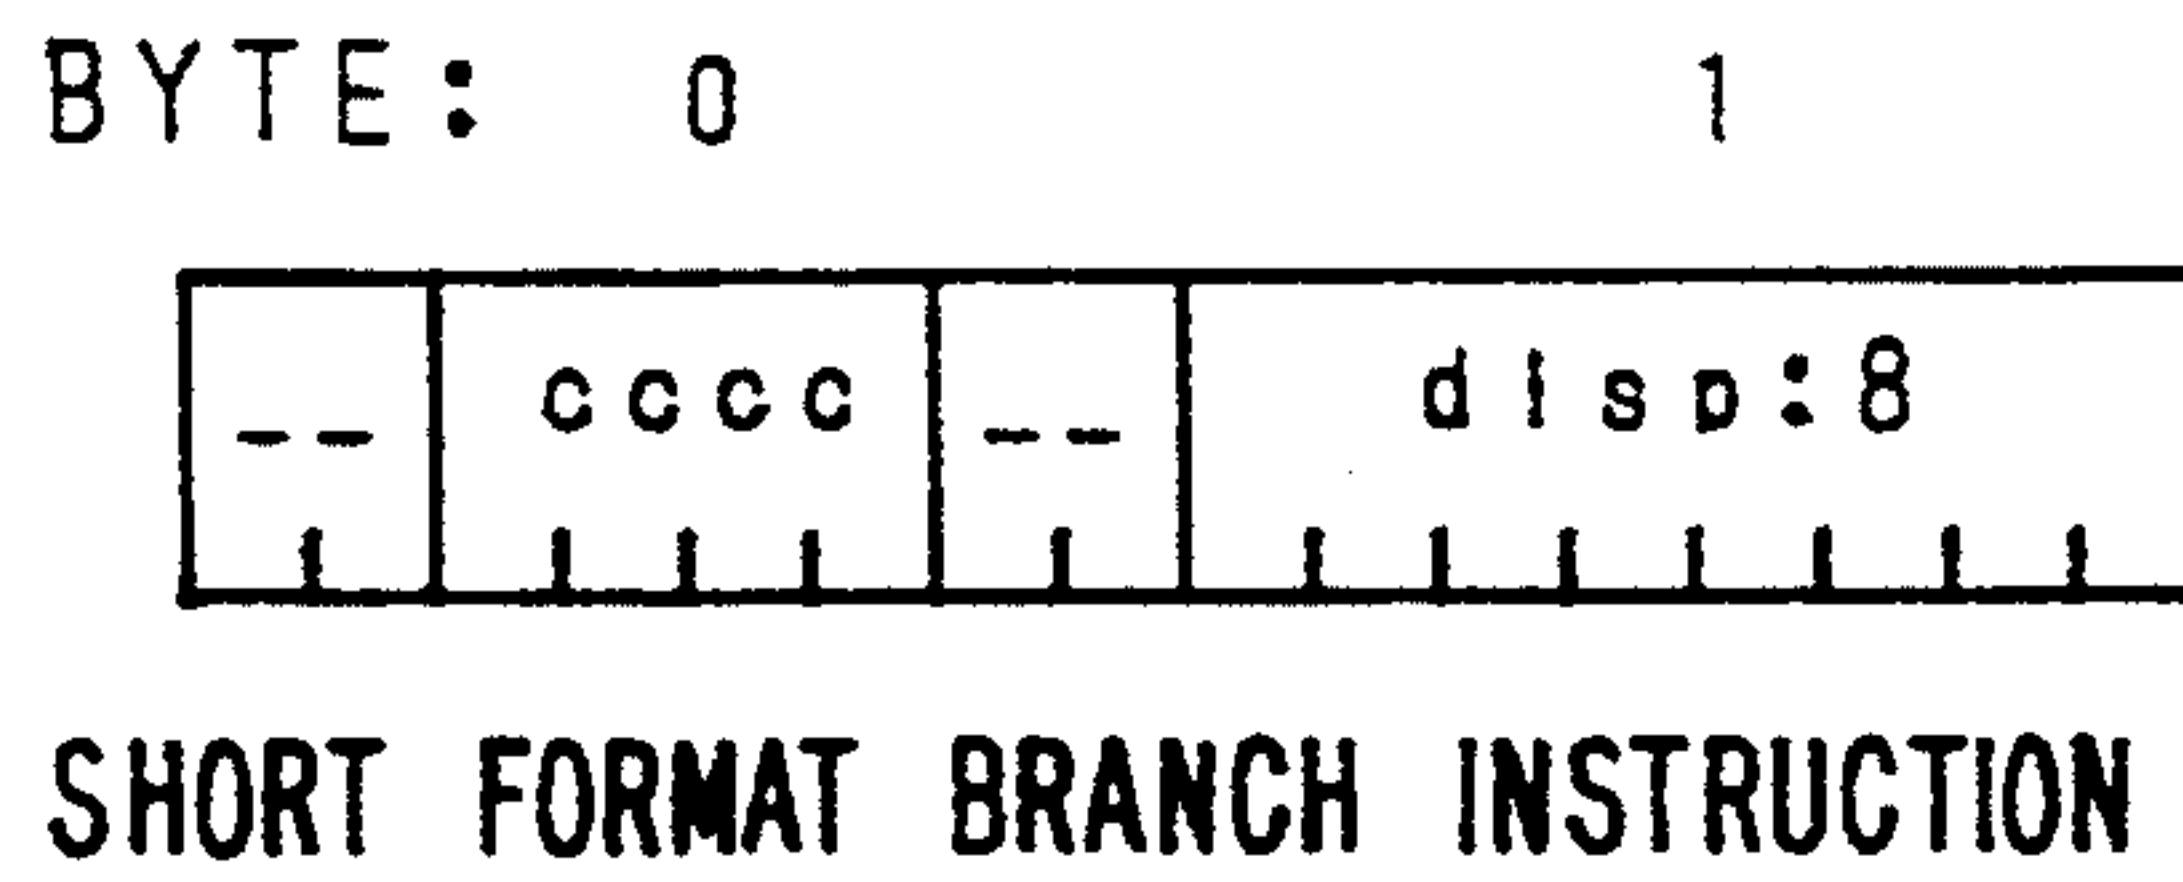 BYTE: 0 1
-- cccc -- disp:8
SHORT FORMAT BRANCH INSTRUCTION